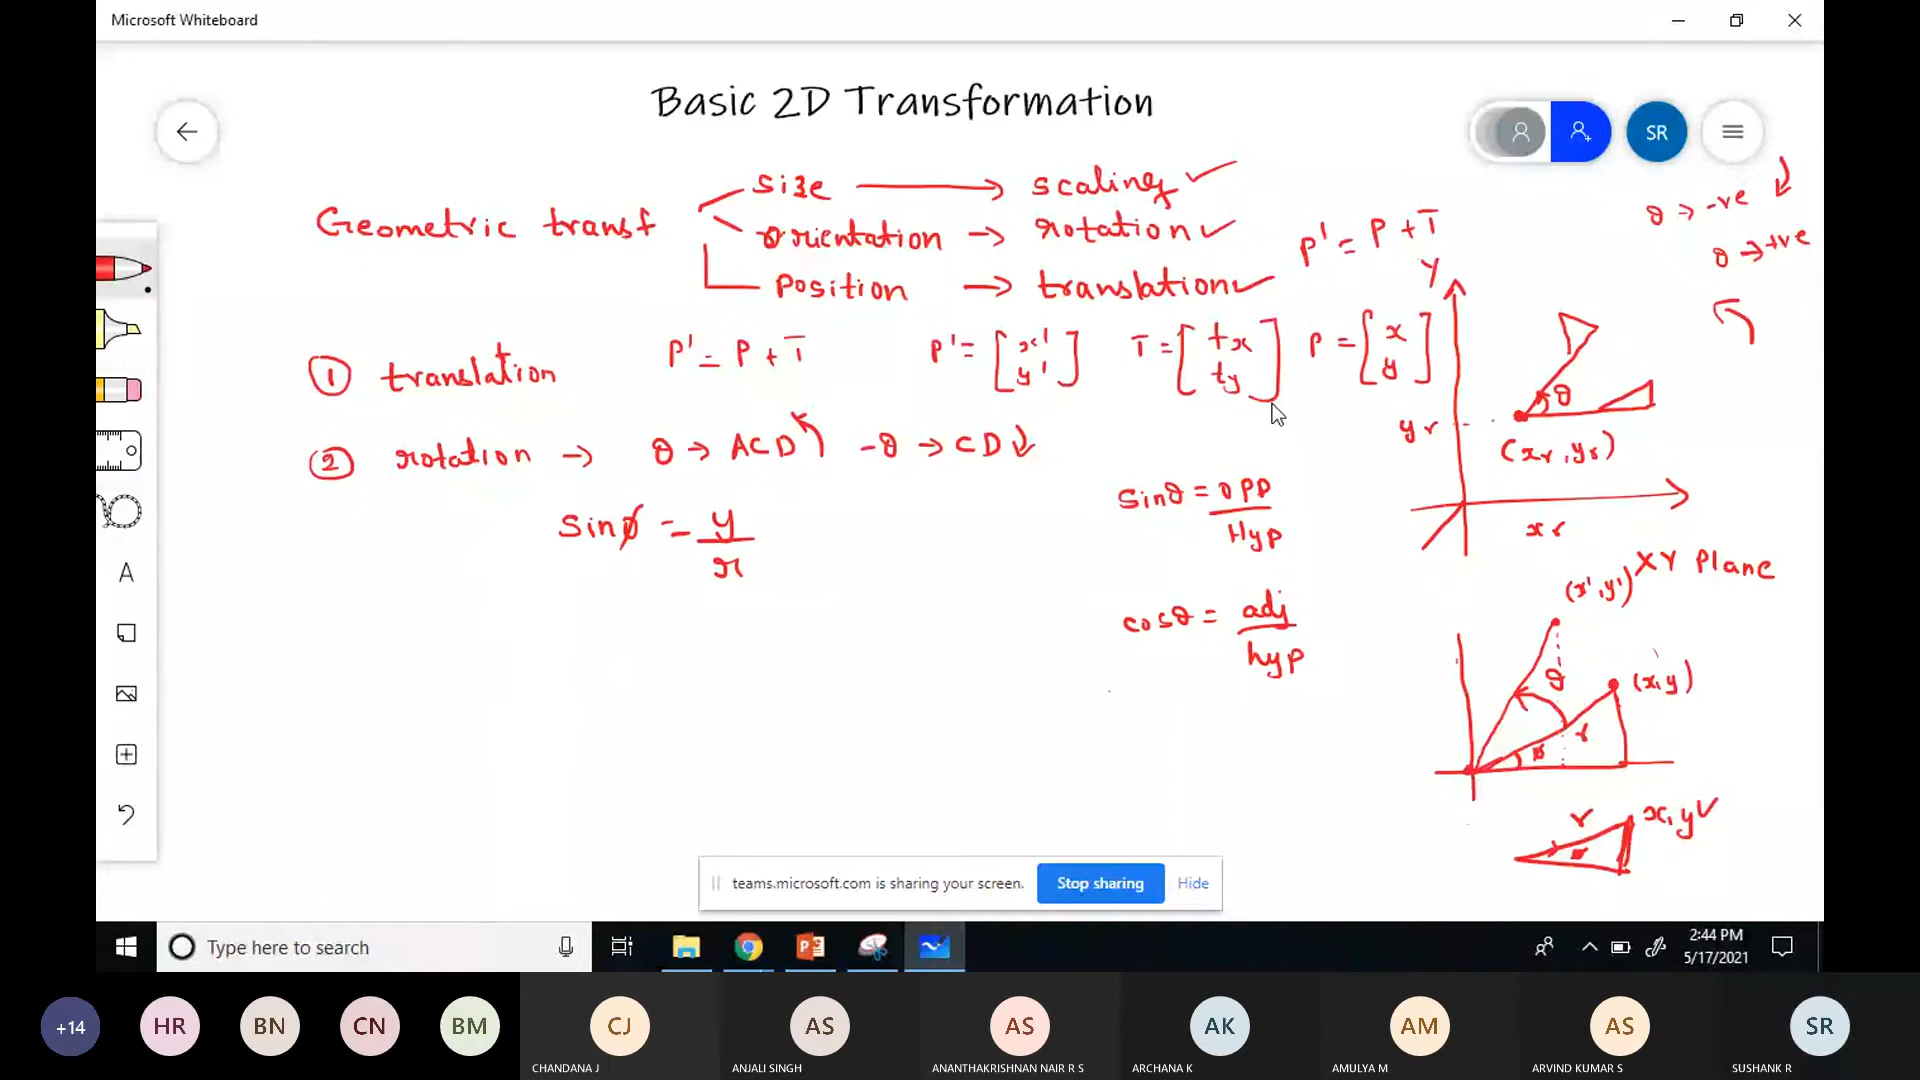 Microsoft Whiteboard
Basic 2D Transformation
SR
Geometric transf
size → scaling ✓
orientation → rotation ✓
position → translation ✓
P' = P + T
θ → -ve
θ → +ve
① translation
P' = P + T
P' = [x' y']
T = [tx ty]
P = [x y]
② rotation → θ → ACD -θ → CD
sinϕ = y/r
sinθ = opp/Hyp
cosθ = adj/hyp
Y
θ
yr
(xr, yr)
xr
XY Plane
(x', y')
θ
(x, y)
r
ϕ
r
x, y ✓
teams.microsoft.com is sharing your screen.
Stop sharing
Hide
Type here to search
2:44 PM
5/17/2021
+14
HR
BN
CN
BM
CJ
AS
AS
AK
AM
AS
SR
CHANDANA J
ANJALI SINGH
ANANTHAKRISHNAN NAIR R S
ARCHANA K
AMULYA M
ARVIND KUMAR S
SUSHANK R